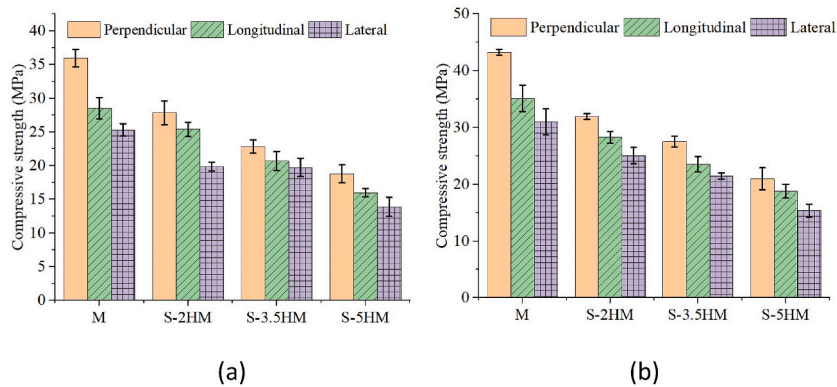 Perpendicular Longitudinal Lateral
Compressive strength (MPa)
40
35
30
25
20
15
10
5
0
M S-2HM S-3.5HM S-5HM
(a)
Perpendicular Longitudinal Lateral
Compressive strength (MPa)
50
40
30
20
10
0
M S-2HM S-3.5HM S-5HM
(b)